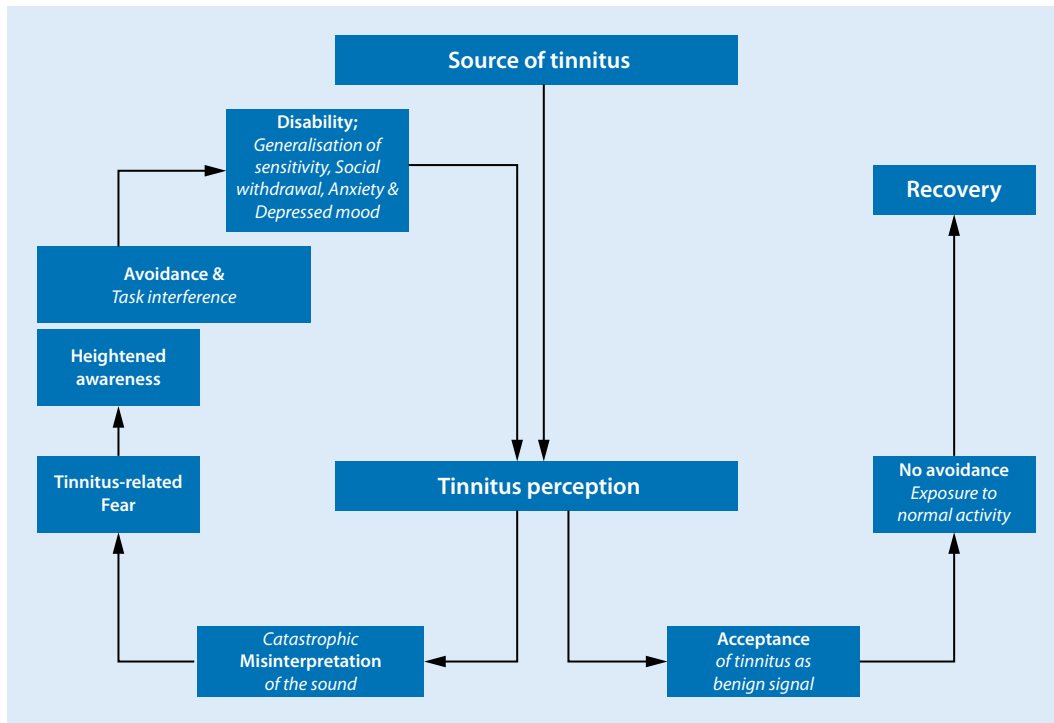 Source of tinnitus
Disability;
Generalisation of
sensitivity, Social
withdrawal, Anxiety &
Depressed mood
Recovery
Avoidance &
Task interference
Heightened
awareness
Tinnitus-related
Fear
Tinnitus perception
No avoidance
Exposure to
normal activity
Catastrophic
Misinterpretation
of the sound
Acceptance
of tinnitus as
benign signal